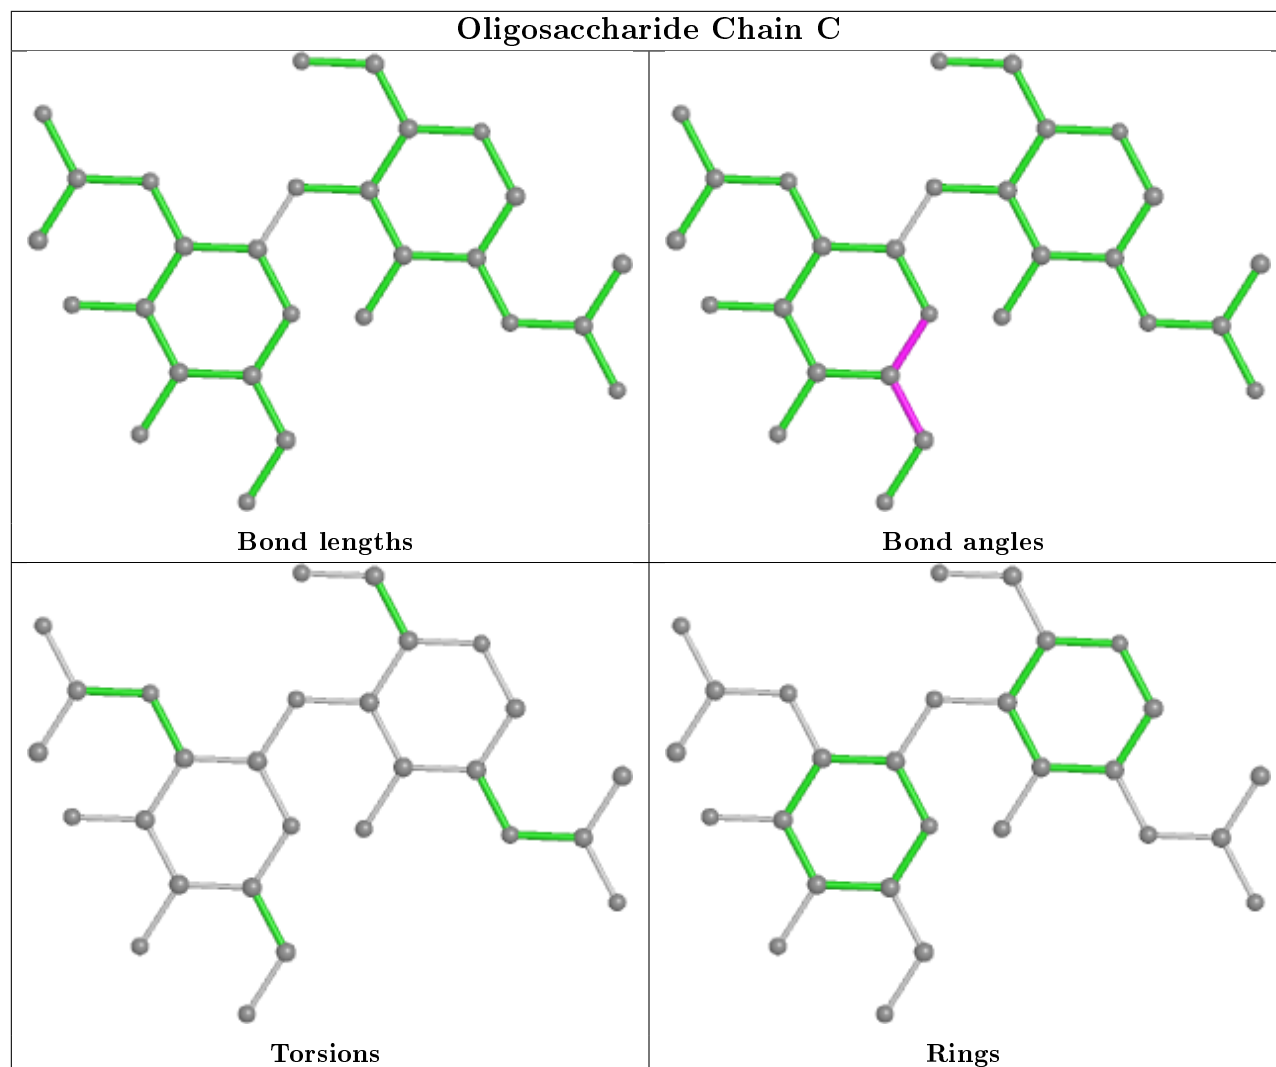 Oligosaccharide Chain C
Bond lengths
Bond angles
Torsions
Rings